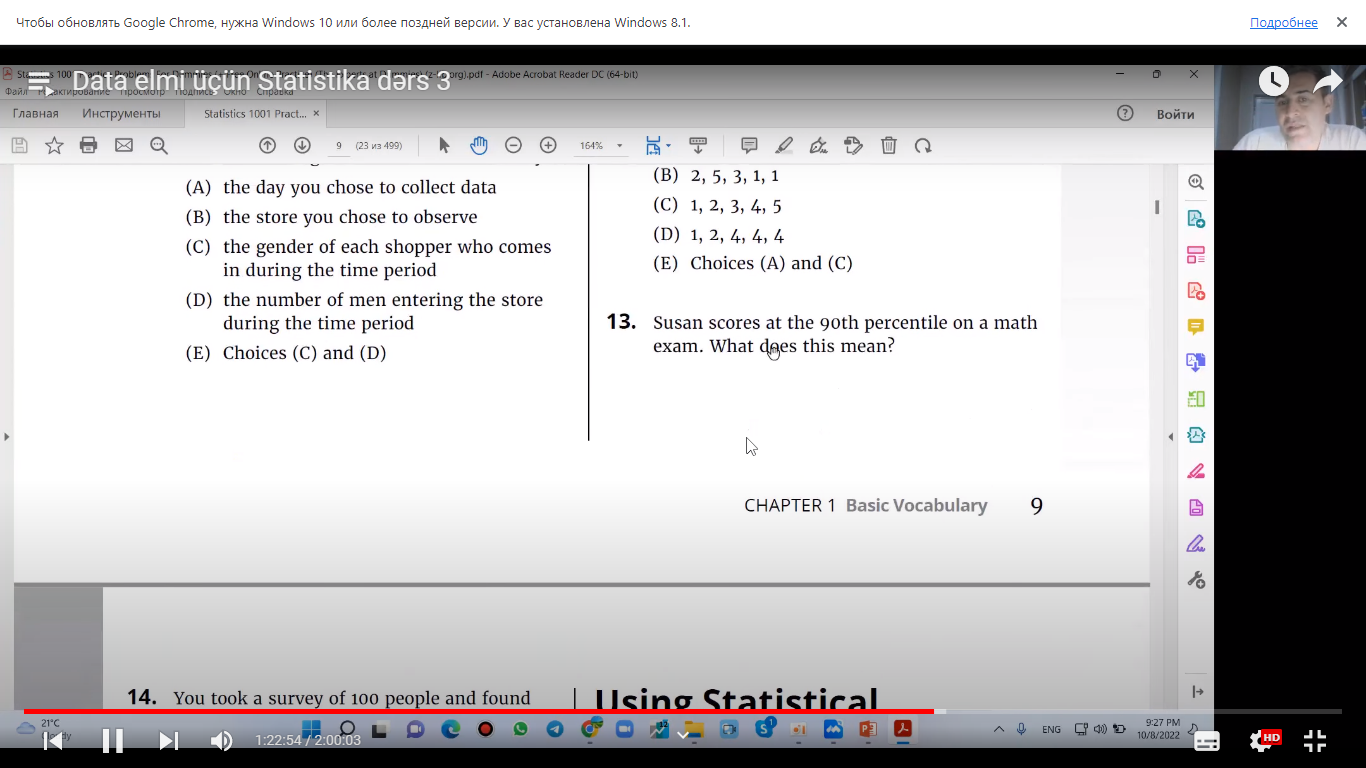 Чтобы обновлять Google Chrome, нужна Windows 10 или более поздней версии. У вас установлена Windows 8.1.
Подробнее
Data elmi üçün Statistika dərs 3
.pdf - Adobe Acrobat Reader DC (64-bit)
Главная
Инструменты
Statistics 1001 Pract...
Войти
9
(23 из 499)
164%
(A) the day you chose to collect data
(B) the store you chose to observe
(C) the gender of each shopper who comes
in during the time period
(D) the number of men entering the store
during the time period
(E) Choices (C) and (D)
(B) 2, 5, 3, 1, 1
(C) 1, 2, 3, 4, 5
(D) 1, 2, 4, 4, 4
(E) Choices (A) and (C)
13. Susan scores at the 90th percentile on a math
exam. What does this mean?
CHAPTER 1 Basic Vocabulary 9
14. You took a survey of 100 people and found
Using Statistical
21°C
ENG
9:27 PM
10/8/2022
1:22:54 / 2:00:03
HD